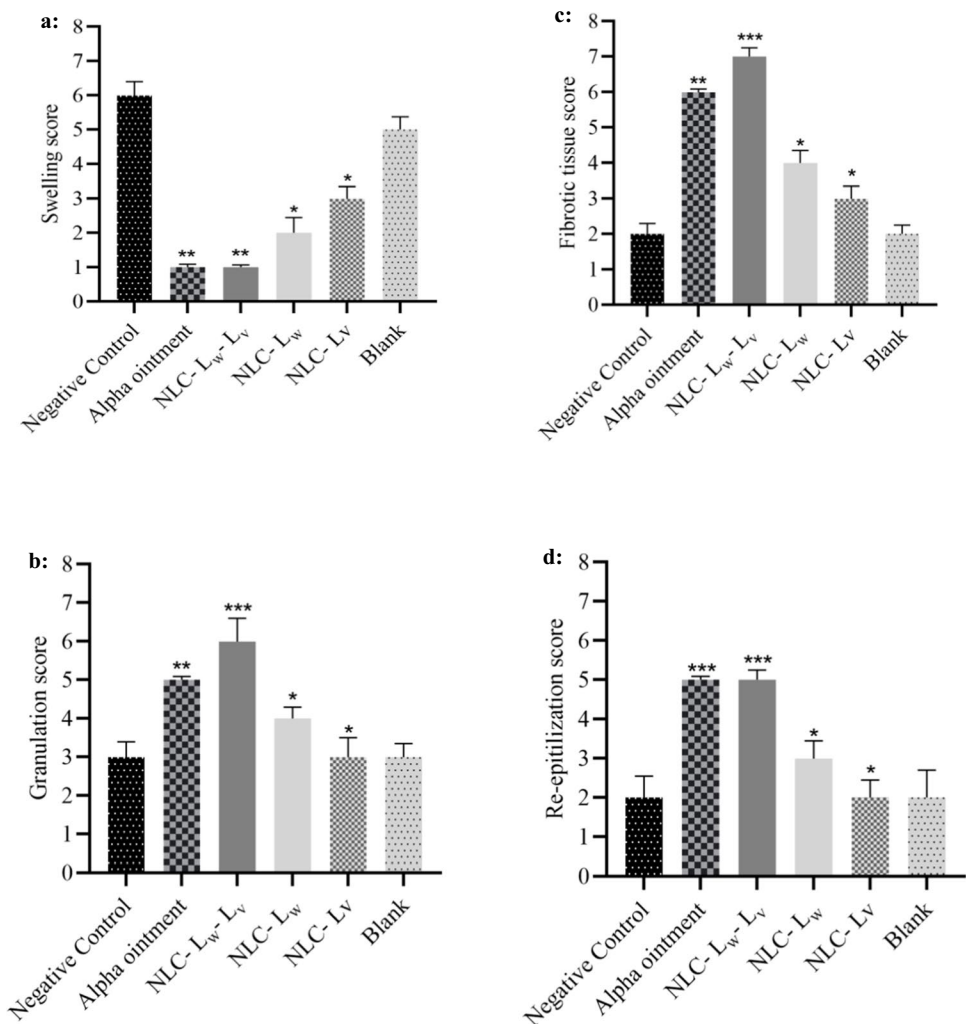 a:
8
7
6
5
4
3
2
1
0
Swelling score
** ** * *
Negative Control
Alpha ointment
NLC- Lw- Lv
NLC- Lw
NLC- Lv
Blank
c:
8
7
6
5
4
3
2
1
0
Fibrotic tissue score
** *** * *
Negative Control
Alpha ointment
NLC- Lw- Lv
NLC- Lw
NLC- Lv
Blank
b:
8
7
6
5
4
3
2
1
0
Granulation score
** *** * *
Negative Control
Alpha ointment
NLC- Lw- Lv
NLC- Lw
NLC- Lv
Blank
d:
8
7
6
5
4
3
2
1
0
Re-epitilization score
*** *** * *
Negative Control
Alpha ointment
NLC- Lw- Lv
NLC- Lw
NLC- Lv
Blank